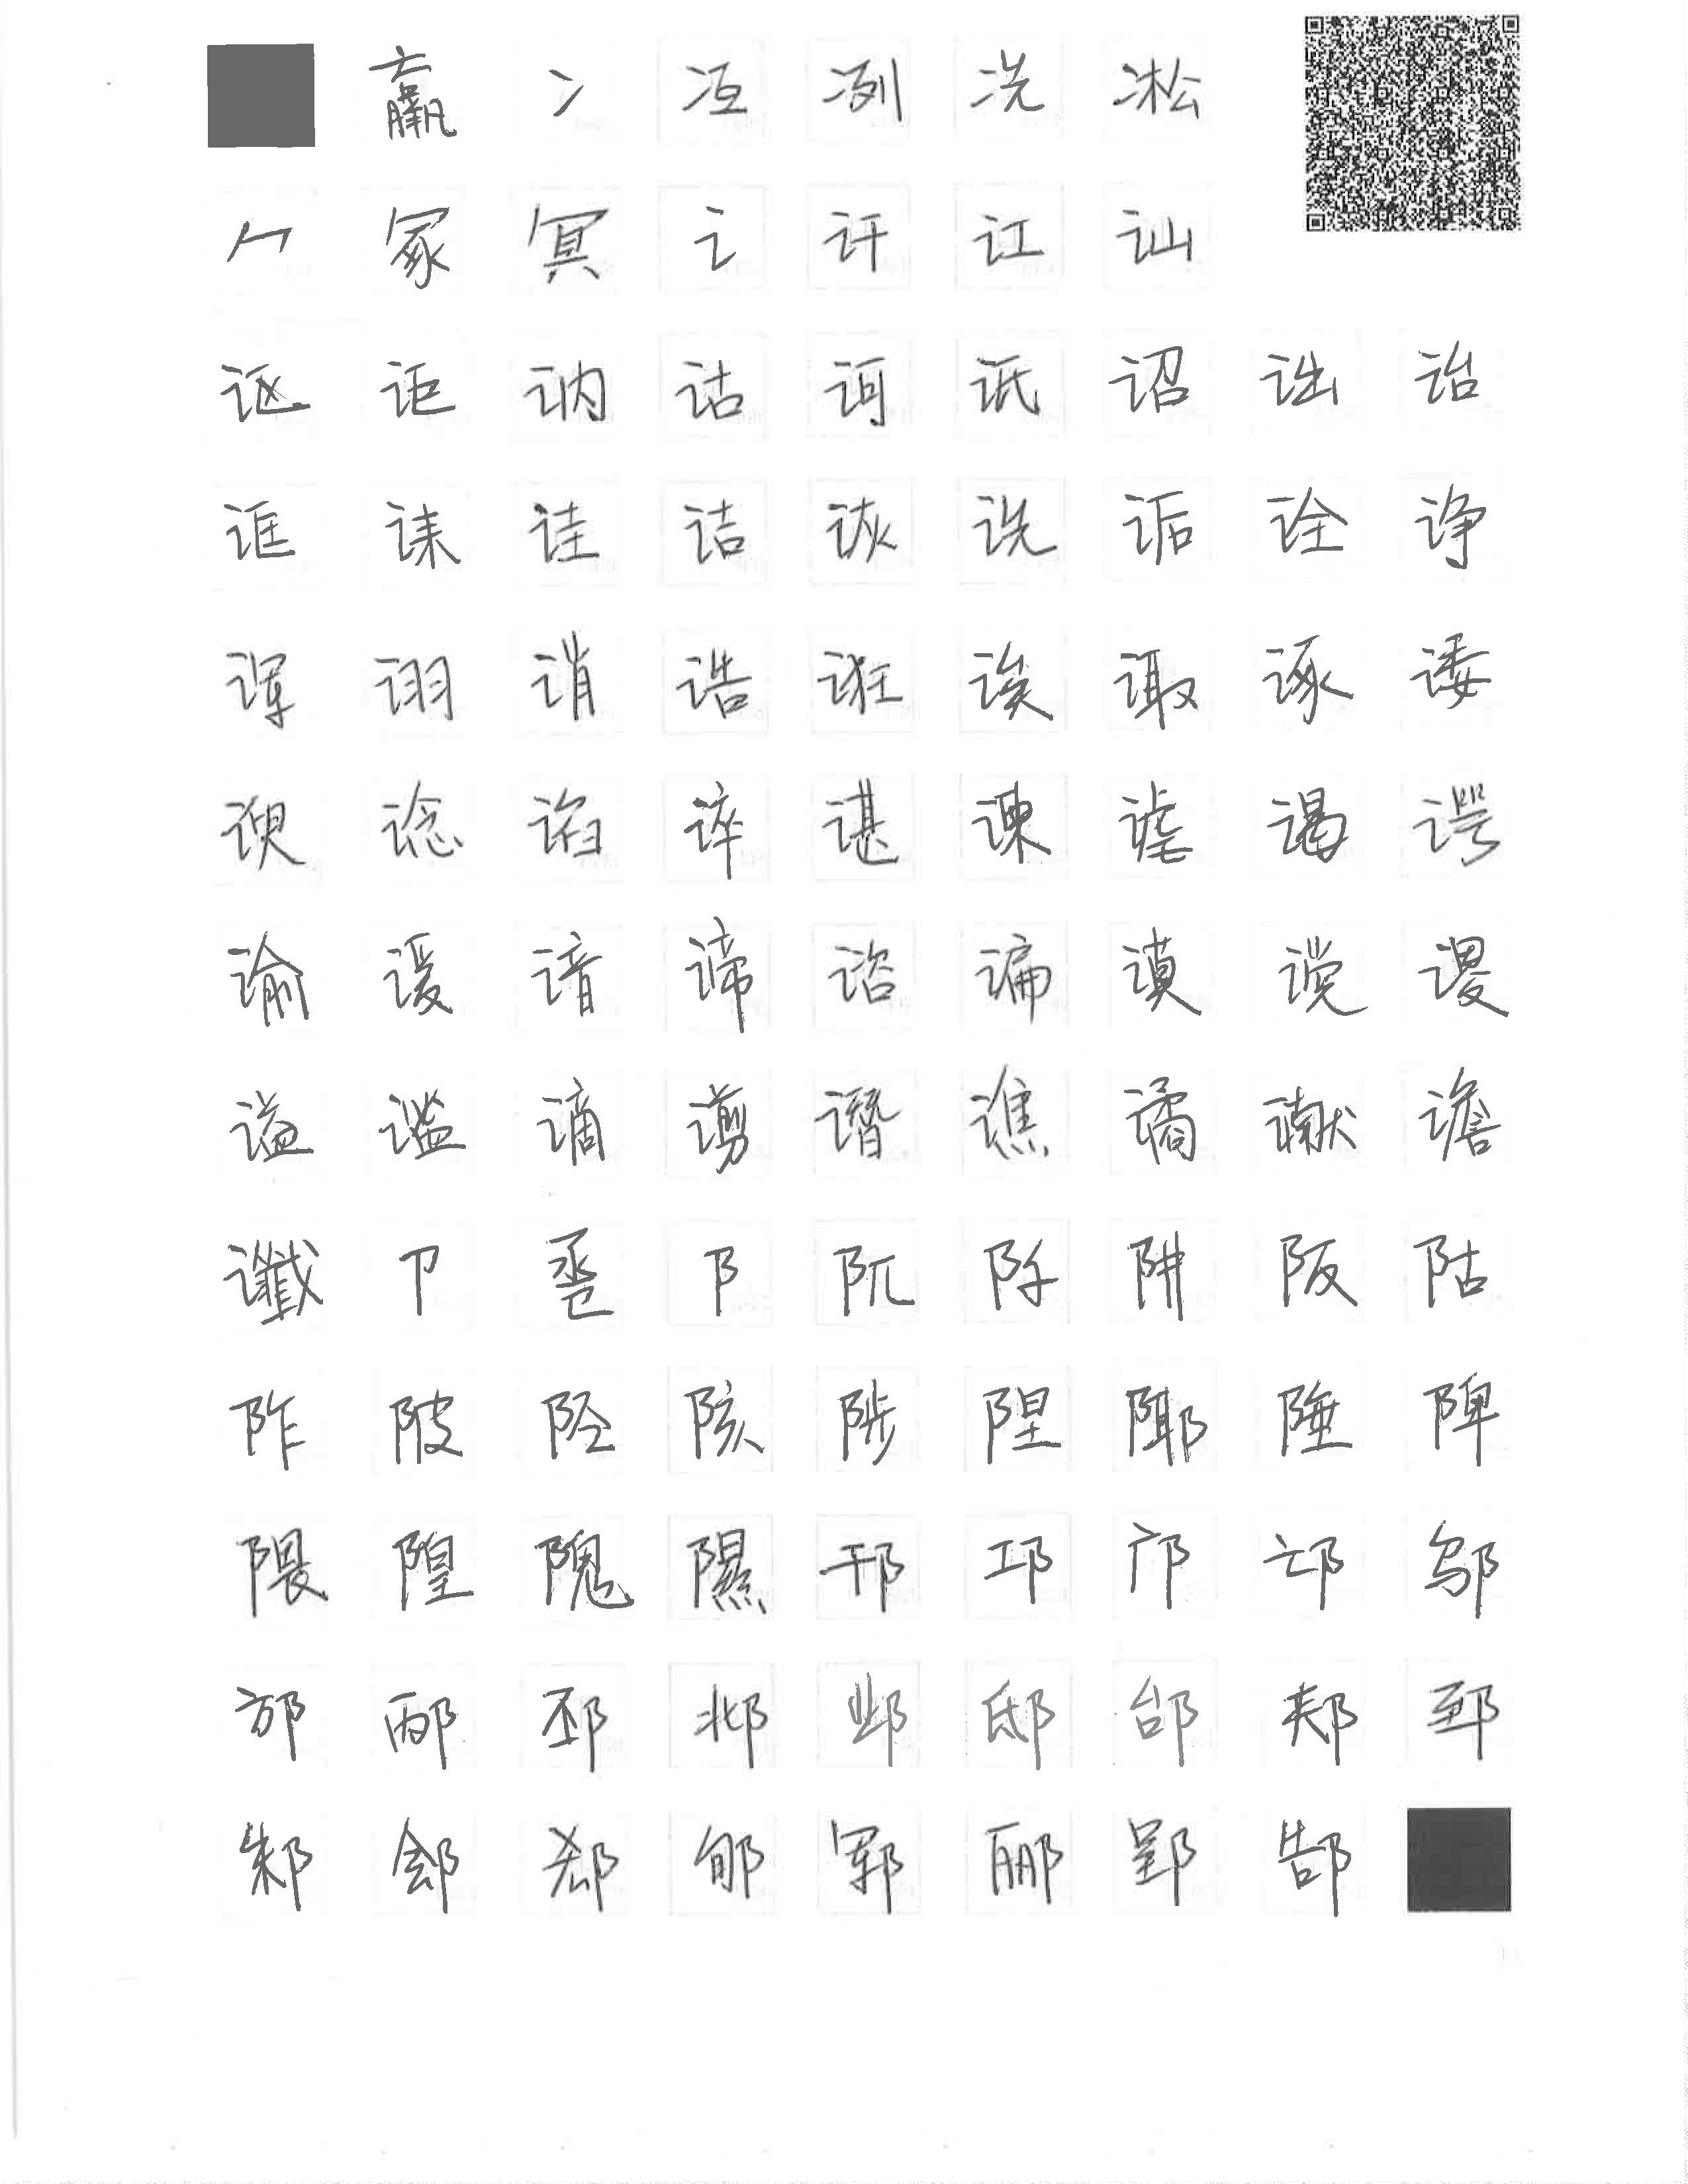 羸冫冱冽冼凇
冖冢冥讠讦讧讪
讴讵讷诂诃诋诏诎诒
诓诔诖诘诙诜诟诠诤
诨诩诮诰诳诶诹诼诿
谀谂谄谇谌谏谑谒谔
谕谖谙谛谘谝谟谠谡
谥谧谪谫谮谯谲谳谵
谶卩卺阝阢阡阱阪阽
阼陂陉陔陟陧陬陲陴
隈隍隗隰邗邛邝邙邬
邡邴邳邶邺邸邰郏郅
邾郐郄郇郓郦郢郜